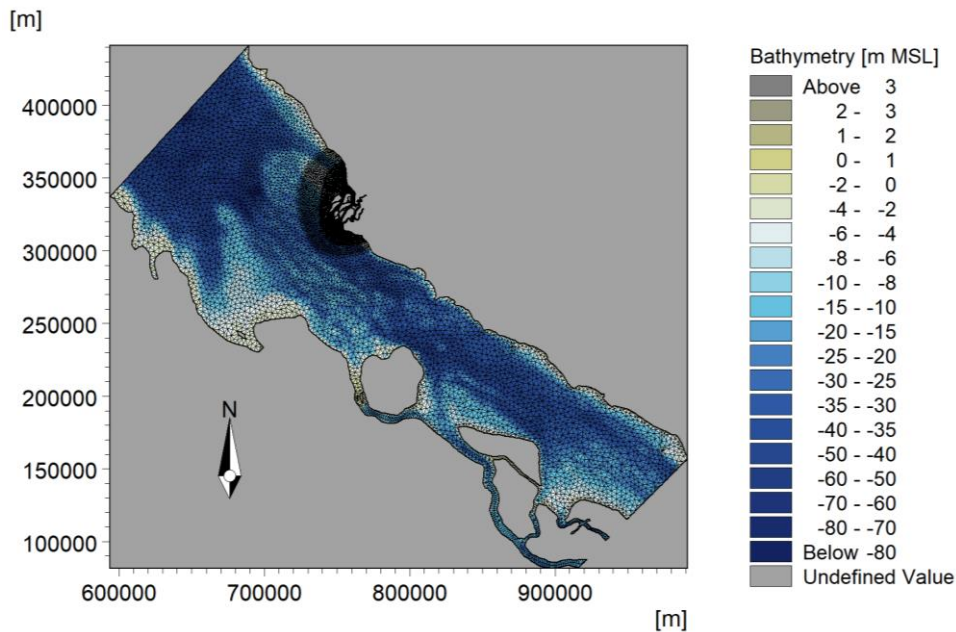 [m]
400000
350000
300000
250000
200000
150000
100000
N
600000 700000 800000 900000
[m]
Bathymetry [m MSL]
Above 3
2 - 3
1 - 2
0 - 1
-2 - 0
-4 - -2
-6 - -4
-8 - -6
-10 - -8
-15 - -10
-20 - -15
-25 - -20
-30 - -25
-35 - -30
-40 - -35
-50 - -40
-60 - -50
-70 - -60
-80 - -70
Below -80
Undefined Value